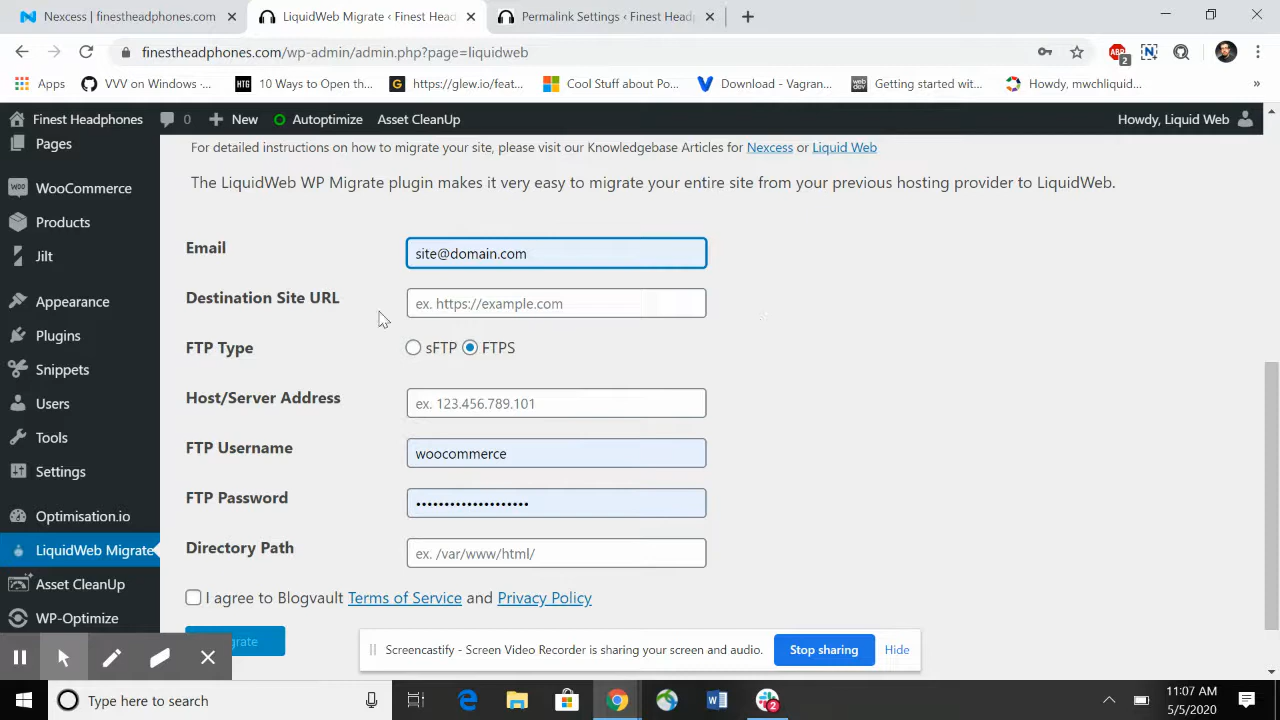 Nexcess | finestheadphones.com
LiquidWeb Migrate ‹ Finest Head
Permalink Settings ‹ Finest Head
finestheadphones.com/wp-admin/admin.php?page=liquidweb
ABP
2
Apps
VVV on Windows -...
HTG
10 Ways to Open th...
G
https://glew.io/feat...
Cool Stuff about Po...
Download - Vagran...
web.dev
Getting started wit...
Howdy, mwchliquid...
»
Finest Headphones
0
New
Autoptimize
Asset CleanUp
Howdy, Liquid Web
Pages
WooCommerce
Products
Jilt
Appearance
Plugins
Snippets
Users
Tools
Settings
Optimisation.io
LiquidWeb Migrate
Asset CleanUp
WP-Optimize
For detailed instructions on how to migrate your site, please visit our Knowledgebase Articles for Nexcess or Liquid Web
The LiquidWeb WP Migrate plugin makes it very easy to migrate your entire site from your previous hosting provider to LiquidWeb.
Email
site@domain.com
Destination Site URL
ex. https://example.com
FTP Type
sFTP
FTPS
Host/Server Address
ex. 123.456.789.101
FTP Username
woocommerce
FTP Password
••••••••••••••••••••
Directory Path
ex. /var/www/html/
I agree to Blogvault Terms of Service and Privacy Policy
grate
Screencastify - Screen Video Recorder is sharing your screen and audio.
Stop sharing
Hide
Type here to search
2
11:07 AM
5/5/2020